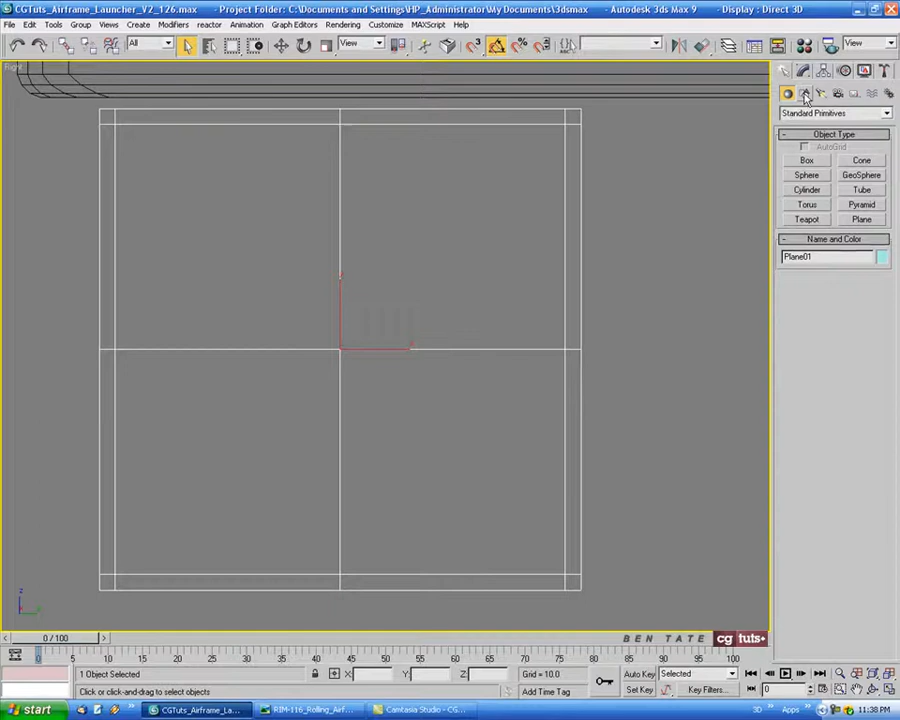 CGTuts_Airframe_Launcher_V2_126.max - Project Folder: C:\Documents and Settings\HP_Administrator\My Documents\3dsmax - Autodesk 3ds Max 9 - Display : Direct 3D
File Edit Tools Group Views Create Modifiers reactor Animation Graph Editors Rendering Customize MAXScript Help
All View View
Standard Primitives
- Object Type
AutoGrid
Box Cone
Sphere GeoSphere
Cylinder Tube
Torus Pyramid
Teapot Plane
- Name and Color
Plane01
z
BEN TATE cg tuts+
< 0 / 100 >
0 5 10 15 20 25 30 35 40 45 50 55 60 65 70 75 80 85 90 95 100
1 Object Selected X: Y: Z: Grid = 10.0 Auto Key Selected
Click or click-and-drag to select objects Add Time Tag Set Key Key Filters... 0
start CGTuts_Airframe_La... RIM-116_Rolling_Airf... Camtasia Studio - CG... 3D Apps 11:38 PM